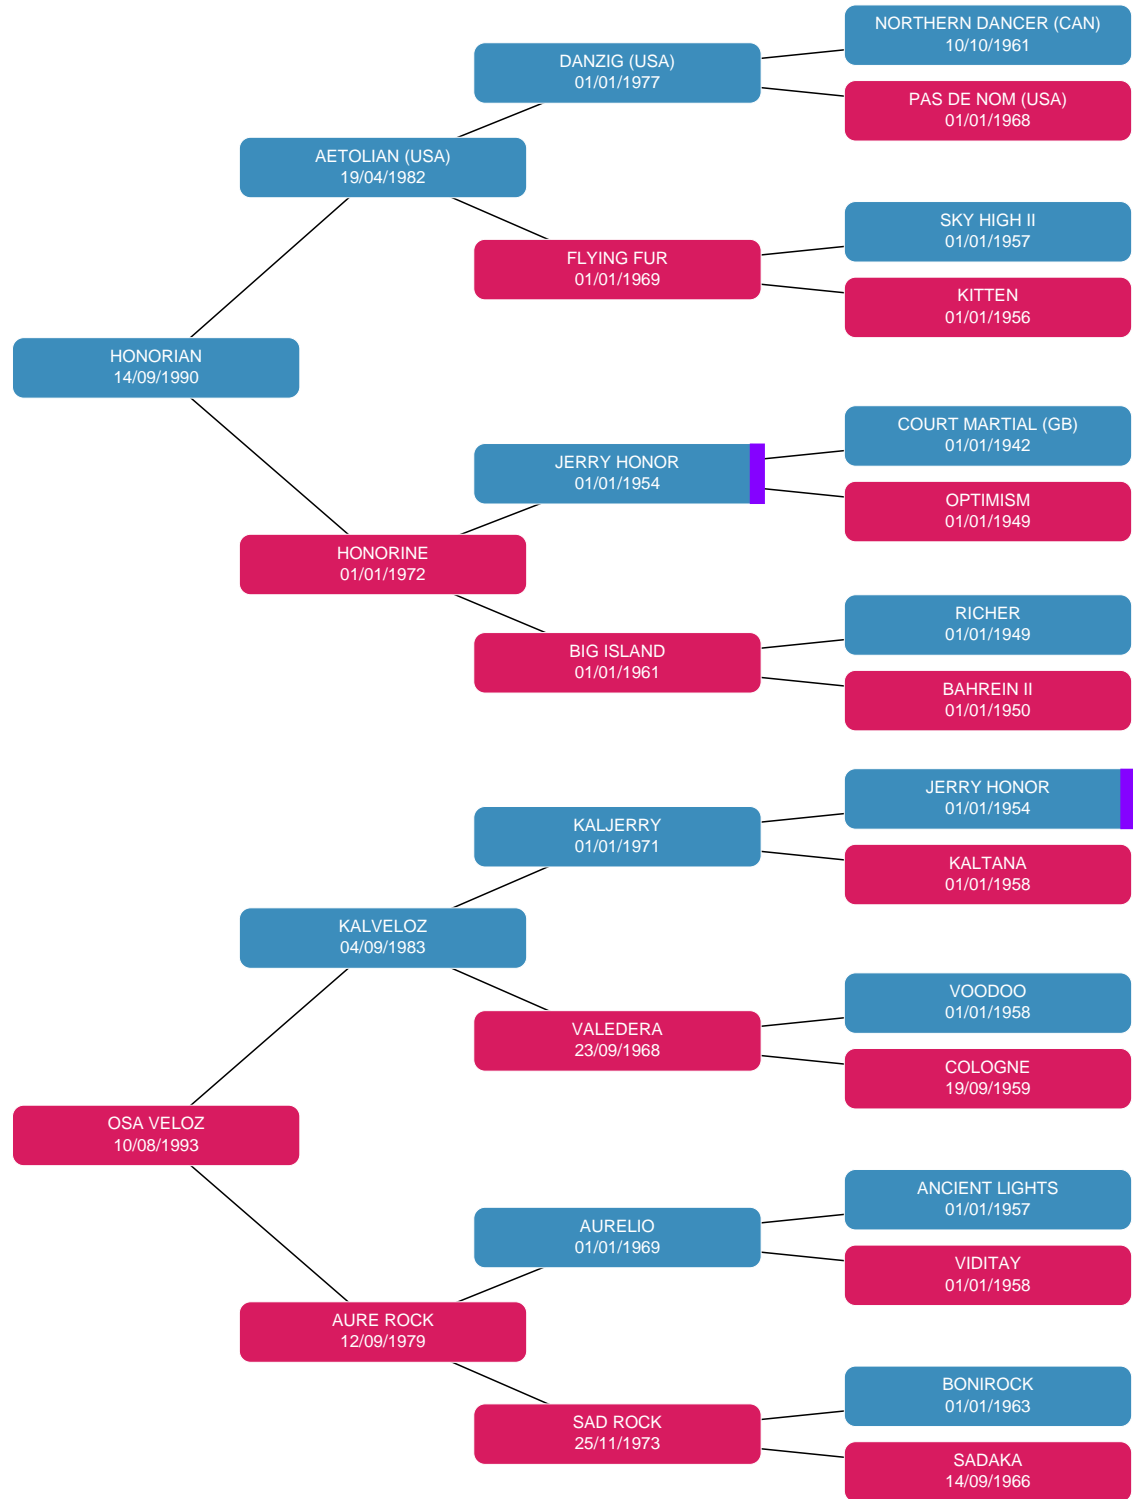 NORTHERN DANCER (CAN)
10/10/1961
DANZIG (USA)
01/01/1977
PAS DE NOM (USA)
01/01/1968
AETOLIAN (USA)
19/04/1982
SKY HIGH II
01/01/1957
FLYING FUR
01/01/1969
KITTEN
01/01/1956
HONORIAN
14/09/1990
COURT MARTIAL (GB)
01/01/1942
JERRY HONOR
01/01/1954
OPTIMISM
01/01/1949
HONORINE
01/01/1972
RICHER
01/01/1949
BIG ISLAND
01/01/1961
BAHREIN II
01/01/1950
JERRY HONOR
01/01/1954
KALJERRY
01/01/1971
KALTANA
01/01/1958
KALVELOZ
04/09/1983
VOODOO
01/01/1958
VALEDERA
23/09/1968
COLOGNE
19/09/1959
OSA VELOZ
10/08/1993
ANCIENT LIGHTS
01/01/1957
AURELIO
01/01/1969
VIDITAY
01/01/1958
AURE ROCK
12/09/1979
BONIROCK
01/01/1963
SAD ROCK
25/11/1973
SADAKA
14/09/1966